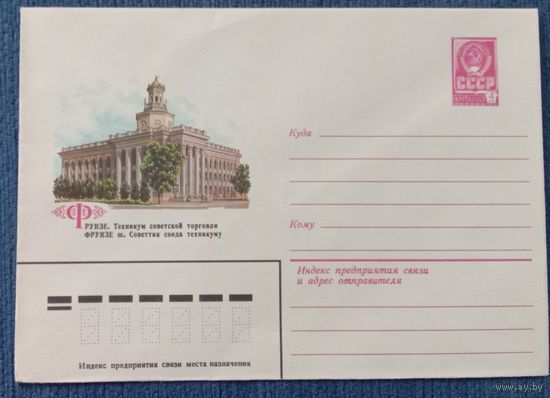 СССР
4
Куда
Кому
ФРУНЗЕ. Техникум советской торговли
ФРУНЗЕ ш. Советтик соода техникуму
Индекс предприятия связи
и адрес отправителя
Индекс предприятия связи места назначения
www.ay.by